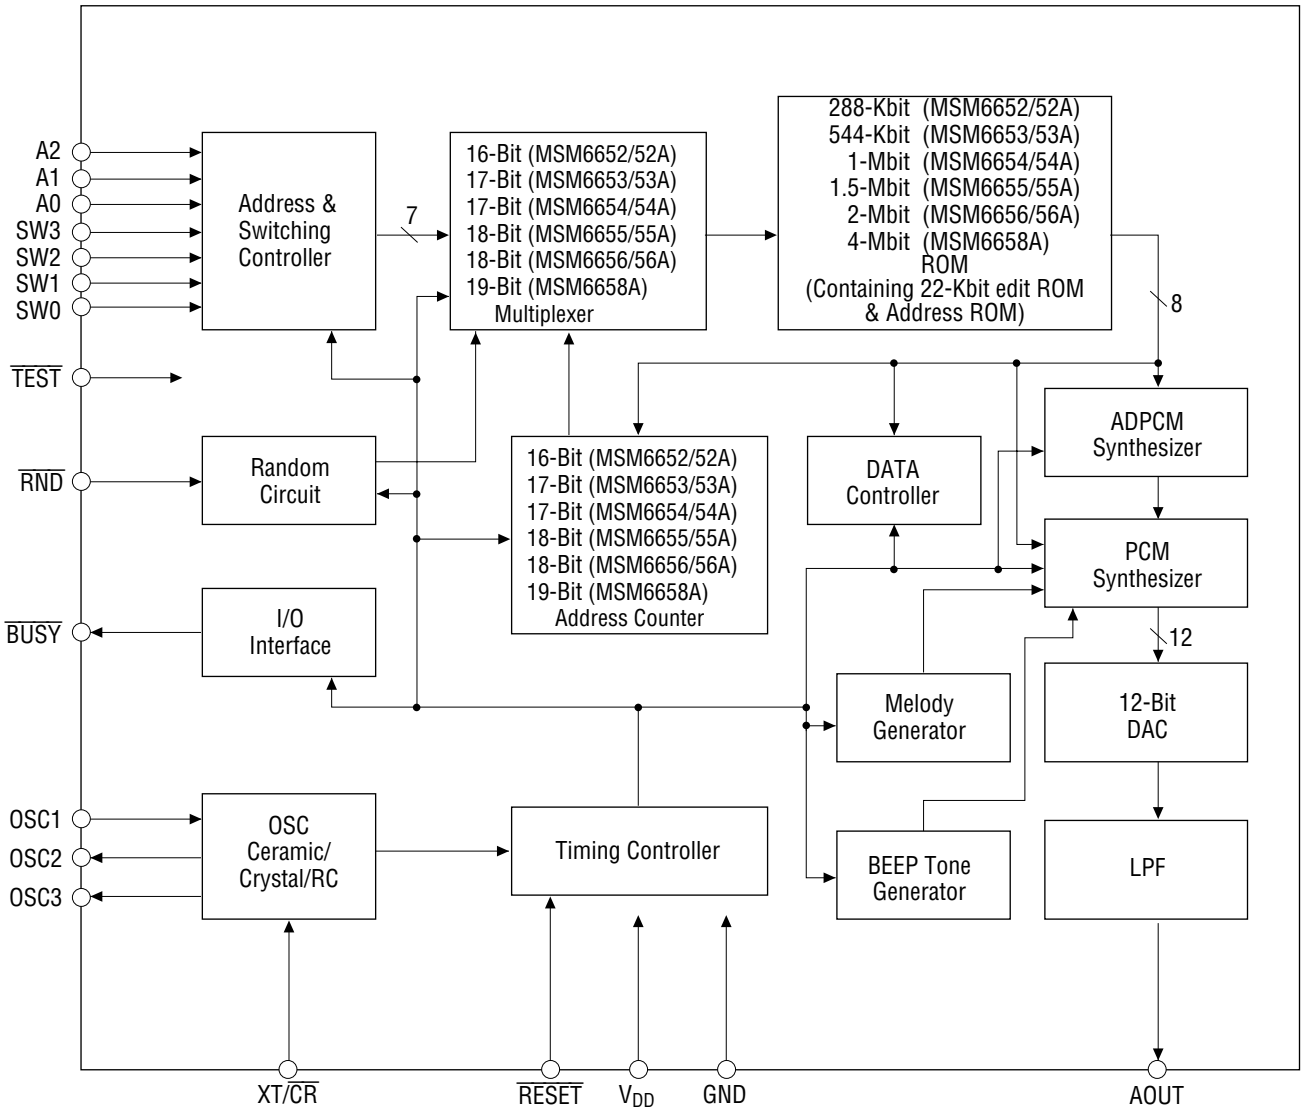 A2
A1
A0
SW3
SW2
SW1
SW0
TEST
RND
BUSY
OSC1
OSC2
OSC3
Address &
Switching
Controller
7
16-Bit (MSM6652/52A)
17-Bit (MSM6653/53A)
17-Bit (MSM6654/54A)
18-Bit (MSM6655/55A)
18-Bit (MSM6656/56A)
19-Bit (MSM6658A)
Multiplexer
288-Kbit (MSM6652/52A)
544-Kbit (MSM6653/53A)
1-Mbit (MSM6654/54A)
1.5-Mbit (MSM6655/55A)
2-Mbit (MSM6656/56A)
4-Mbit (MSM6658A)
ROM
(Containing 22-Kbit edit ROM
& Address ROM)
8
Random
Circuit
16-Bit (MSM6652/52A)
17-Bit (MSM6653/53A)
17-Bit (MSM6654/54A)
18-Bit (MSM6655/55A)
18-Bit (MSM6656/56A)
19-Bit (MSM6658A)
Address Counter
DATA
Controller
ADPCM
Synthesizer
PCM
Synthesizer
12
I/O
Interface
Melody
Generator
12-Bit
DAC
OSC
Ceramic/
Crystal/RC
Timing Controller
BEEP Tone
Generator
LPF
XT/CR
RESET
VDD
GND
AOUT